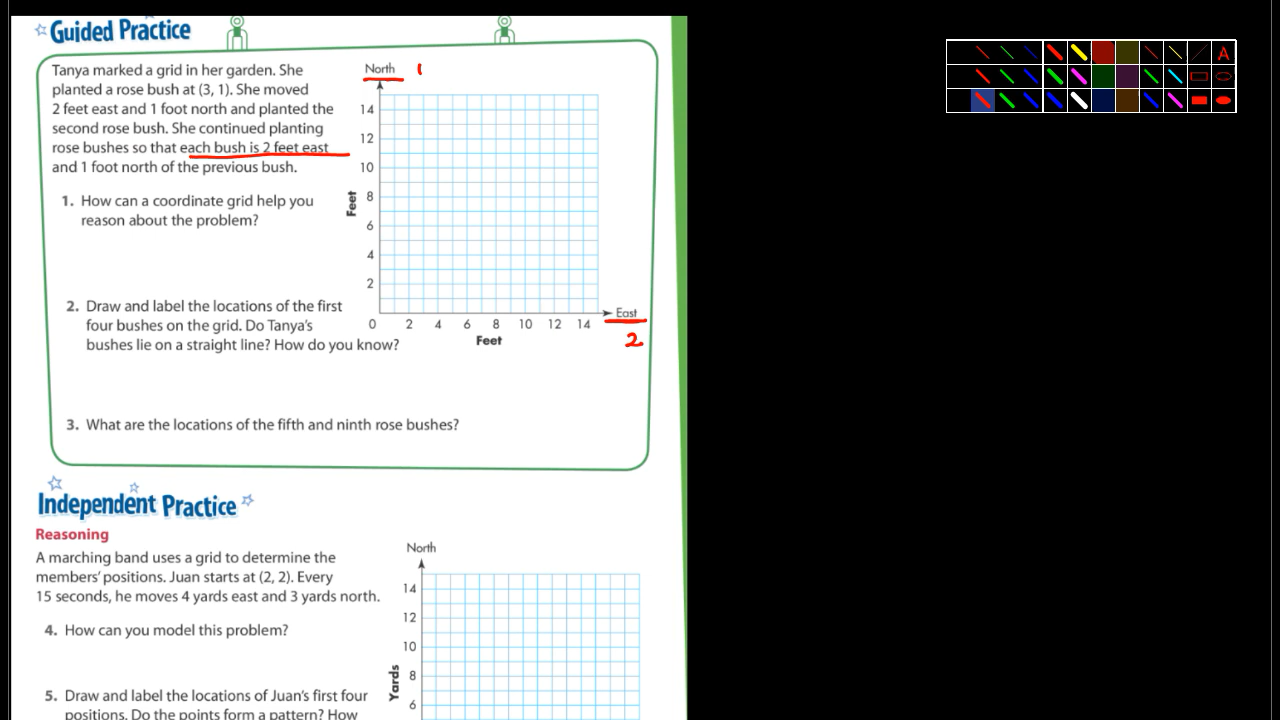 Guided Practice
Tanya marked a grid in her garden. She
planted a rose bush at (3, 1). She moved
2 feet east and 1 foot north and planted the
second rose bush. She continued planting
rose bushes so that each bush is 2 feet east
and 1 foot north of the previous bush.
1. How can a coordinate grid help you
reason about the problem?
2. Draw and label the locations of the first
four bushes on the grid. Do Tanya's
bushes lie on a straight line? How do you know?
North 1
14
12
10
8
6
4
2
Feet
0 2 4 6 8 10 12 14
East
2
Feet
3. What are the locations of the fifth and ninth rose bushes?
Independent Practice
Reasoning
A marching band uses a grid to determine the
members' positions. Juan starts at (2, 2). Every
15 seconds, he moves 4 yards east and 3 yards north.
4. How can you model this problem?
5. Draw and label the locations of Juan's first four
positions. Do the points form a pattern? How
North
14
12
10
8
6
Yards
A